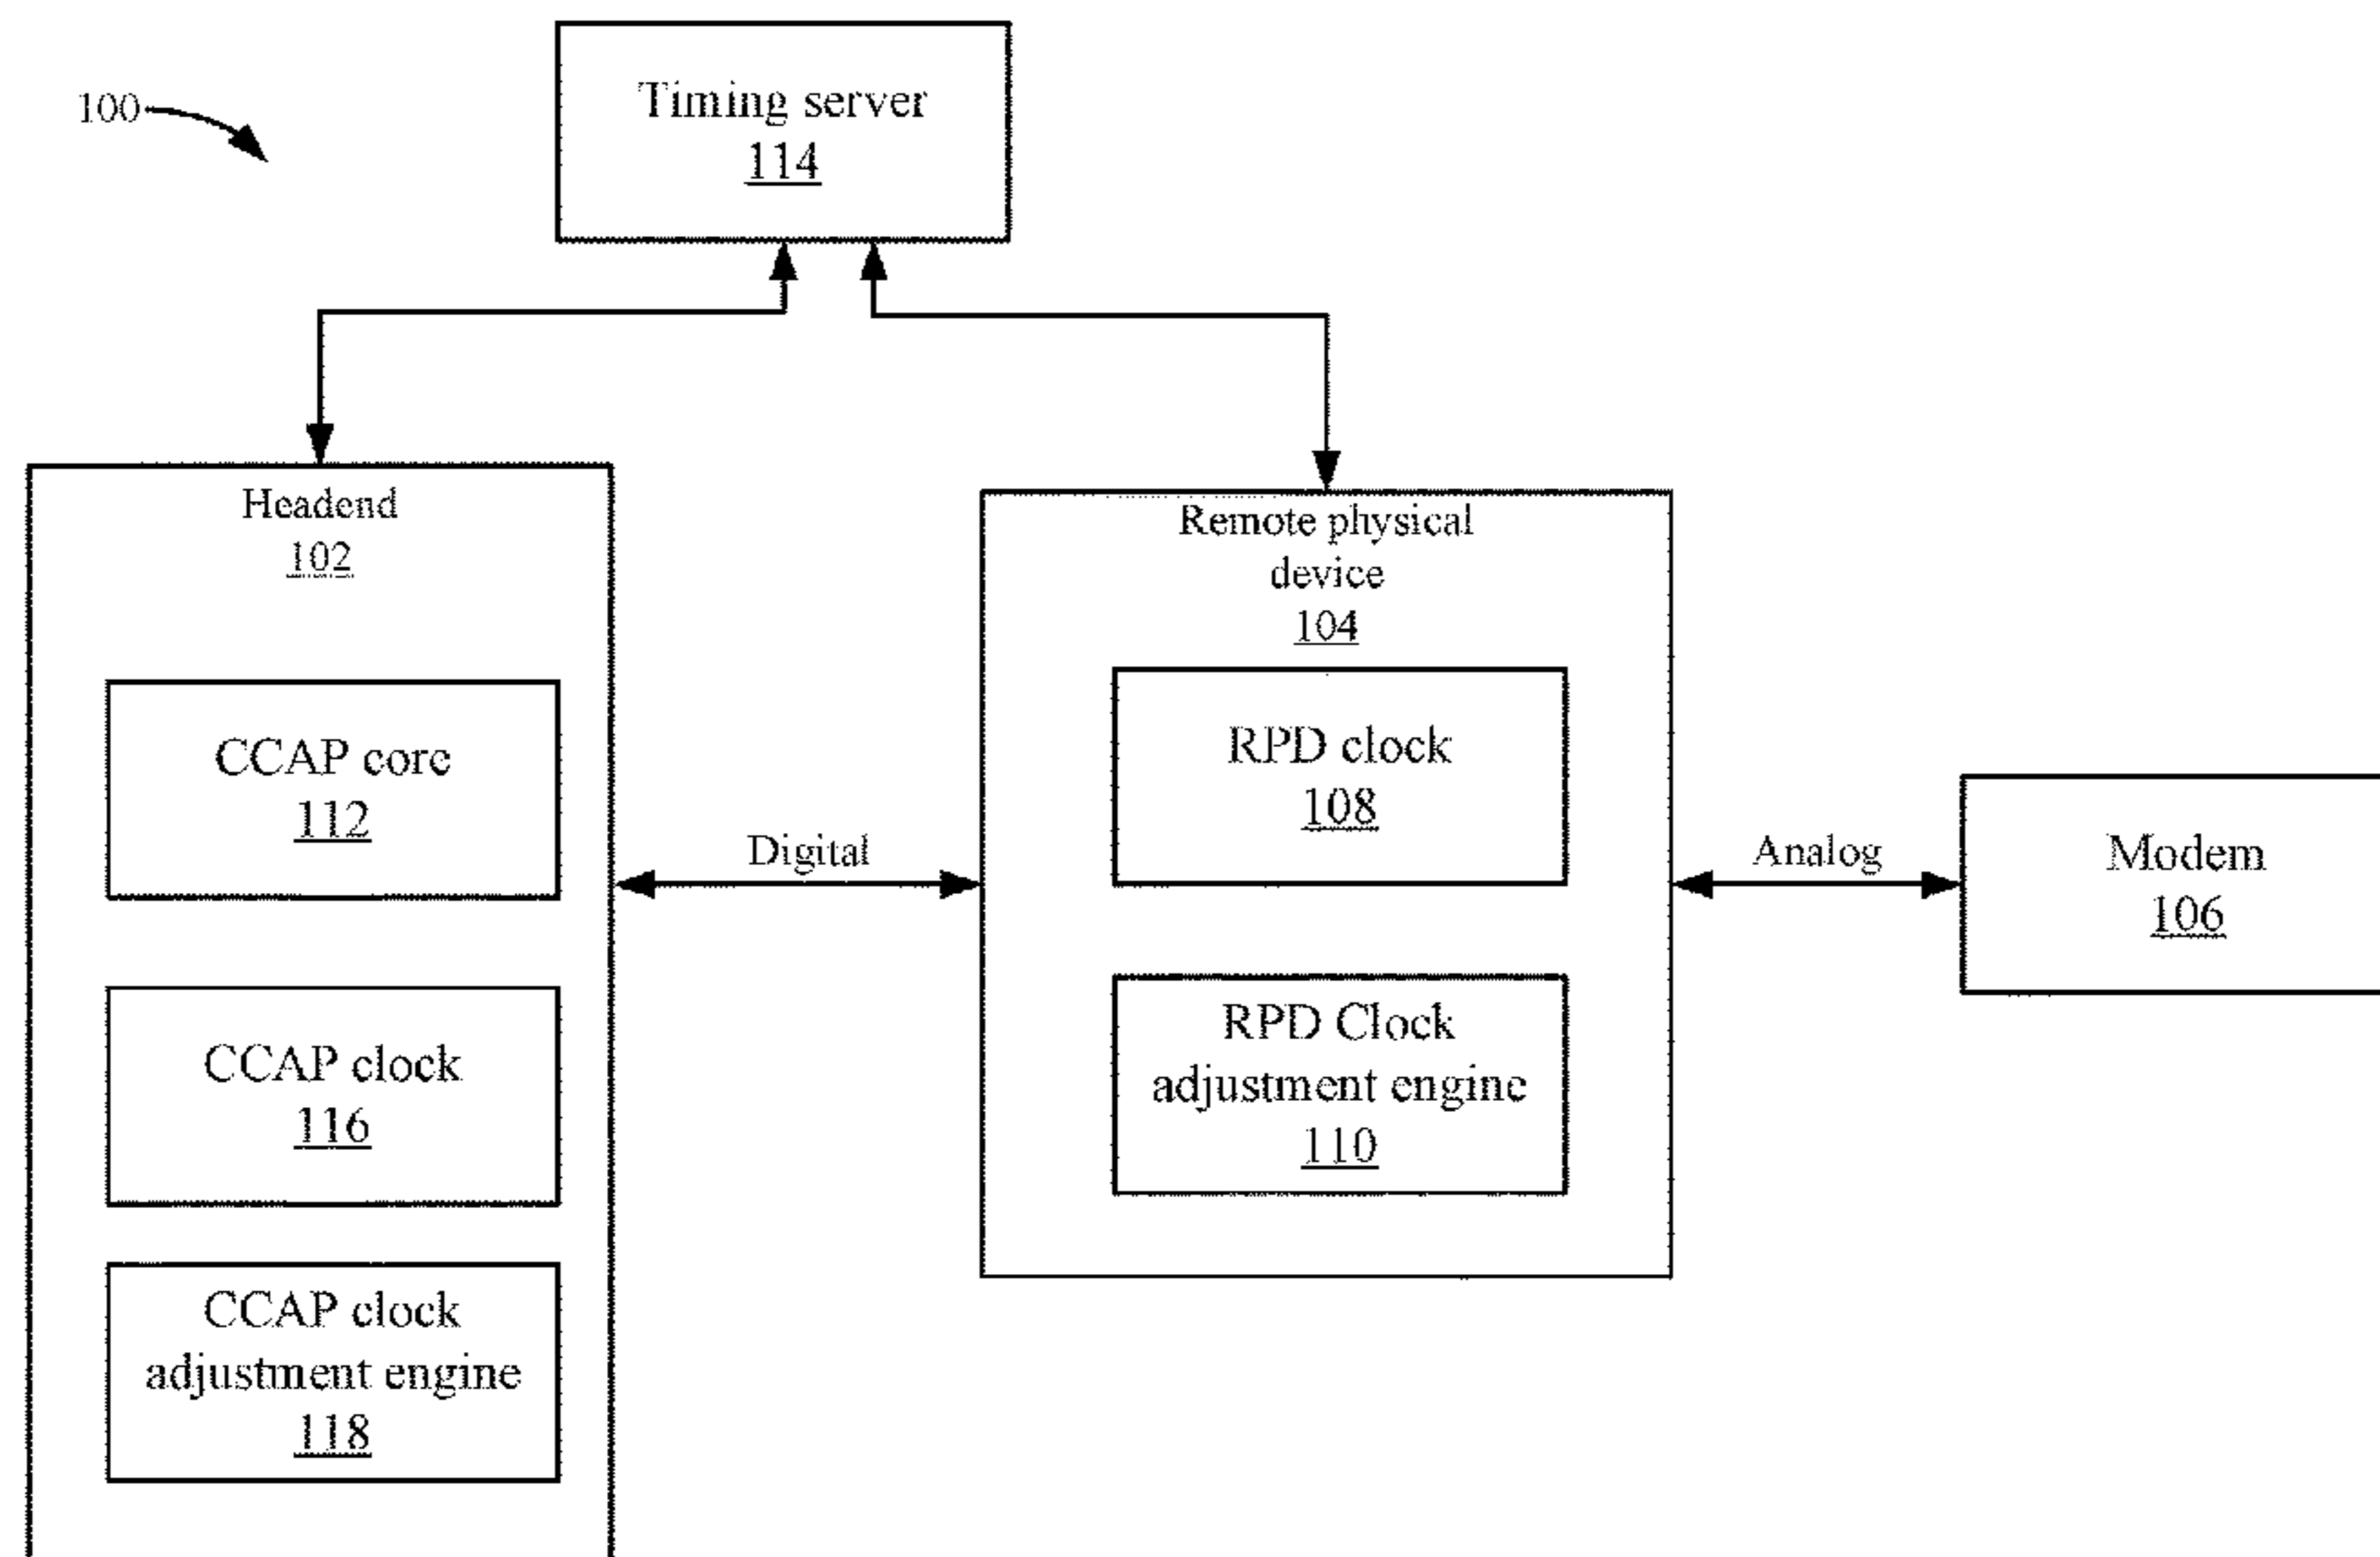 100
Timing server
114
Headend
102
CCAP core
112
CCAP clock
116
CCAP clock
adjustment engine
118
Digital
Remote physical
device
104
RPD clock
108
RPD Clock
adjustment engine
110
Analog
Modem
106